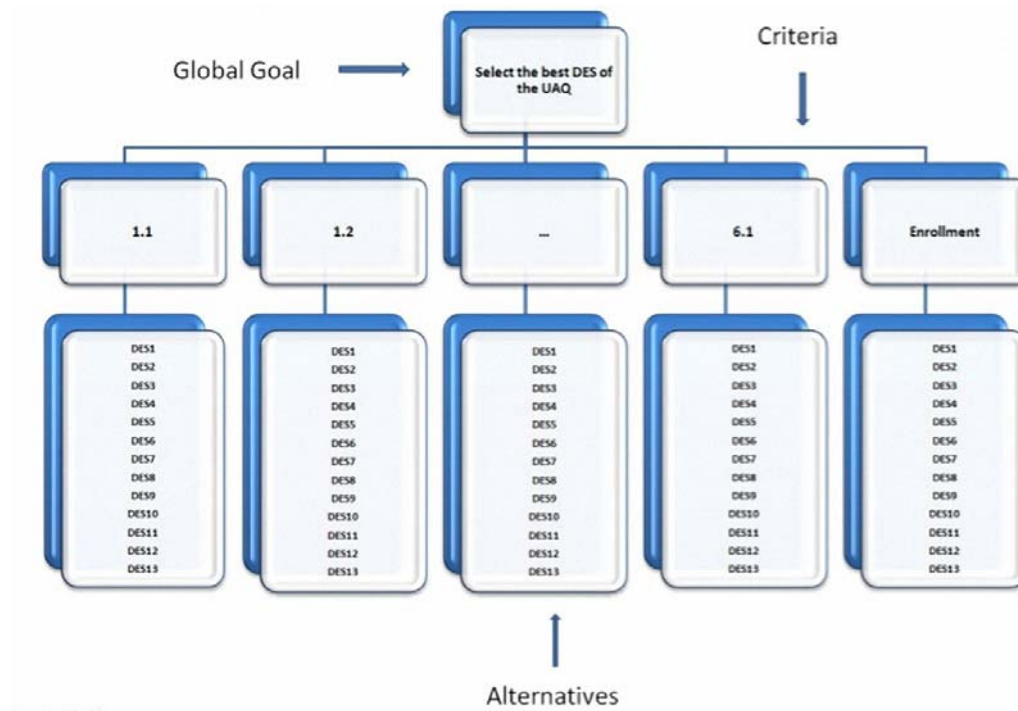 Criteria
Global Goal
Select the best DES of
the UAQ
1.1
1.2
...
6.1
Enrollment
DES1
DES2
DES3
DES4
DES5
DES6
DES7
DES8
DES9
DES10
DES11
DES12
DES13
DES1
DES2
DES3
DES4
DES5
DES6
DES7
DES8
DES9
DES10
DES11
DES12
DES13
DES1
DES2
DES3
DES4
DES5
DES6
DES7
DES8
DES9
DES10
DES11
DES12
DES13
DES1
DES2
DES3
DES4
DES5
DES6
DES7
DES8
DES9
DES10
DES11
DES12
DES13
DES1
DES2
DES3
DES4
DES5
DES6
DES7
DES8
DES9
DES10
DES11
DES12
DES13
Alternatives